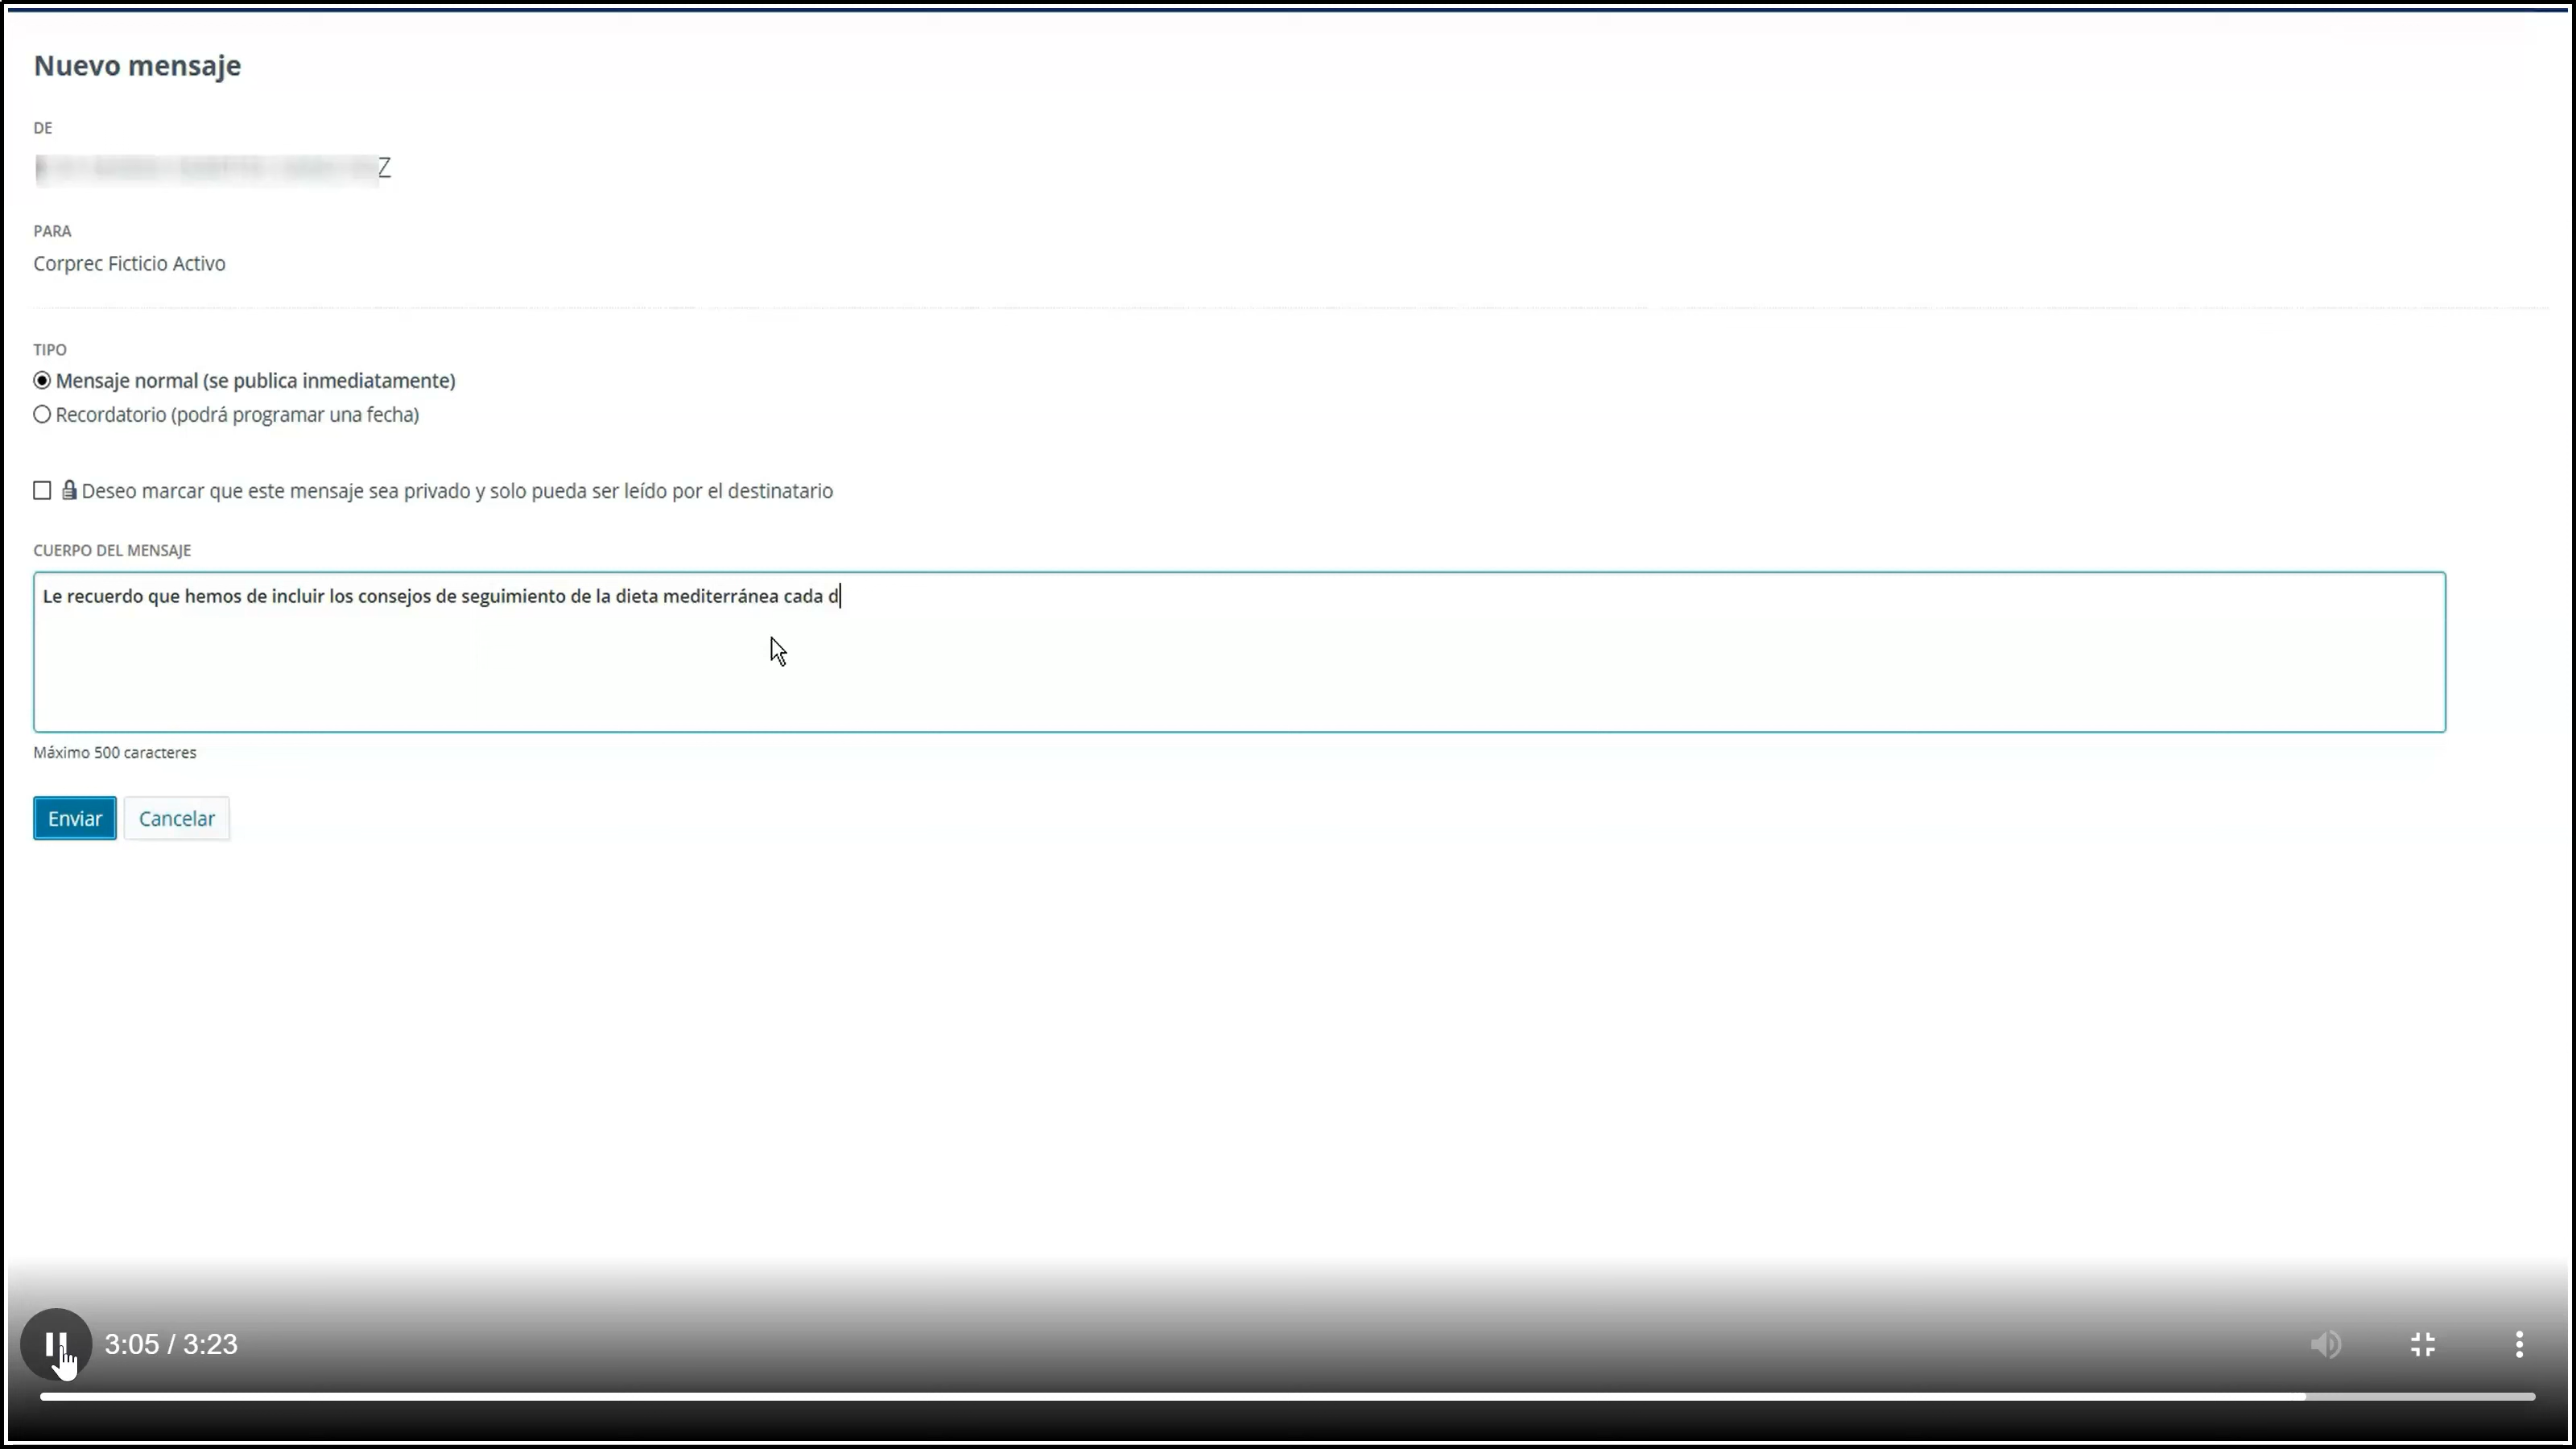 Nuevo mensaje
DE
Z
PARA
Corprec Ficticio Activo
TIPO
Mensaje normal (se publica inmediatamente)
Recordatorio (podrá programar una fecha)
Deseo marcar que este mensaje sea privado y solo pueda ser leído por el destinatario
CUERPO DEL MENSAJE
Le recuerdo que hemos de incluir los consejos de seguimiento de la dieta mediterránea cada d
Máximo 500 caracteres
Enviar Cancelar
3:05 / 3:23